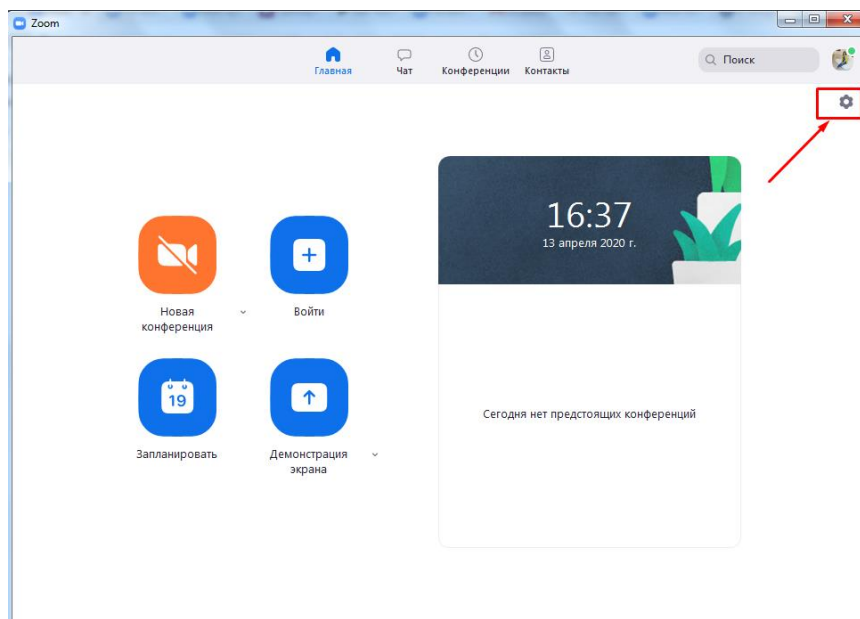 Zoom
Главная
Чат
Конференции
Контакты
Поиск
16:37
13 апреля 2020 г.
Новая
конференция
Войти
19
Запланировать
Демонстрация
экрана
Сегодня нет предстоящих конференций